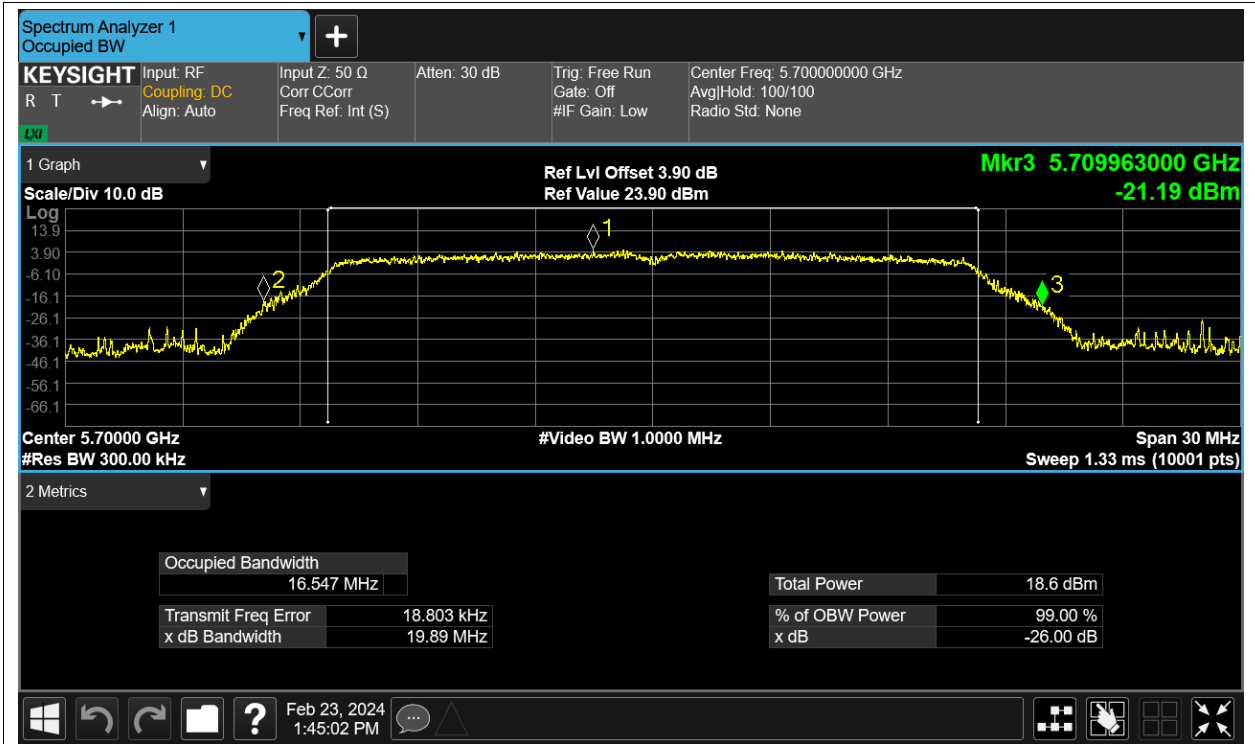 Spectrum Analyzer 1
Occupied BW
+
KEYSIGHT
R T
LXI
Input: RF
Coupling: DC
Align: Auto
Input Z: 50 Ω
Corr CCorr
Freq Ref: Int (S)
Atten: 30 dB
Trig: Free Run
Gate: Off
#IF Gain: Low
Center Freq: 5.700000000 GHz
Avg|Hold: 100/100
Radio Std: None
1 Graph
Scale/Div 10.0 dB
Ref Lvl Offset 3.90 dB
Ref Value 23.90 dBm
Mkr3 5.709963000 GHz
-21.19 dBm
Log
13.9
3.90
-6.10
-16.1
-26.1
-36.1
-46.1
-56.1
-66.1
1
2
3
Center 5.70000 GHz
#Res BW 300.00 kHz
#Video BW 1.0000 MHz
Span 30 MHz
Sweep 1.33 ms (10001 pts)
2 Metrics
Occupied Bandwidth
16.547 MHz
Transmit Freq Error 18.803 kHz
x dB Bandwidth 19.89 MHz
Total Power 18.6 dBm
% of OBW Power 99.00 %
x dB -26.00 dB
?
Feb 23, 2024
1:45:02 PM